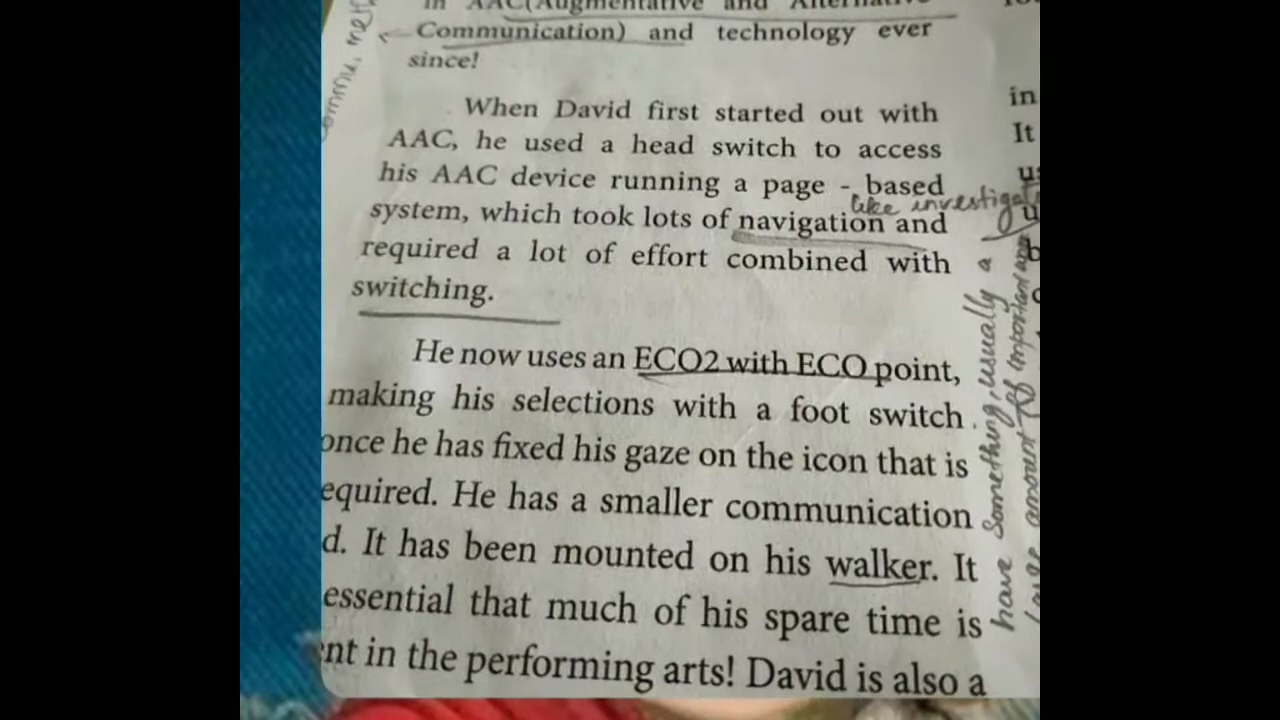 in AAC(Augmentative and Alternative
Communication) and technology ever
since!
When David first started out with
AAC, he used a head switch to access
his AAC device running a page - based
like investigat
system, which took lots of navigation and
required a lot of effort combined with
switching.
He now uses an ECO2 with ECO point,
making his selections with a foot switch
once he has fixed his gaze on the icon that is
equired. He has a smaller communication
d. It has been mounted on his walker. It
essential that much of his spare time is
nt in the performing arts! David is also a
in
It
have something, usually a
large amount of important